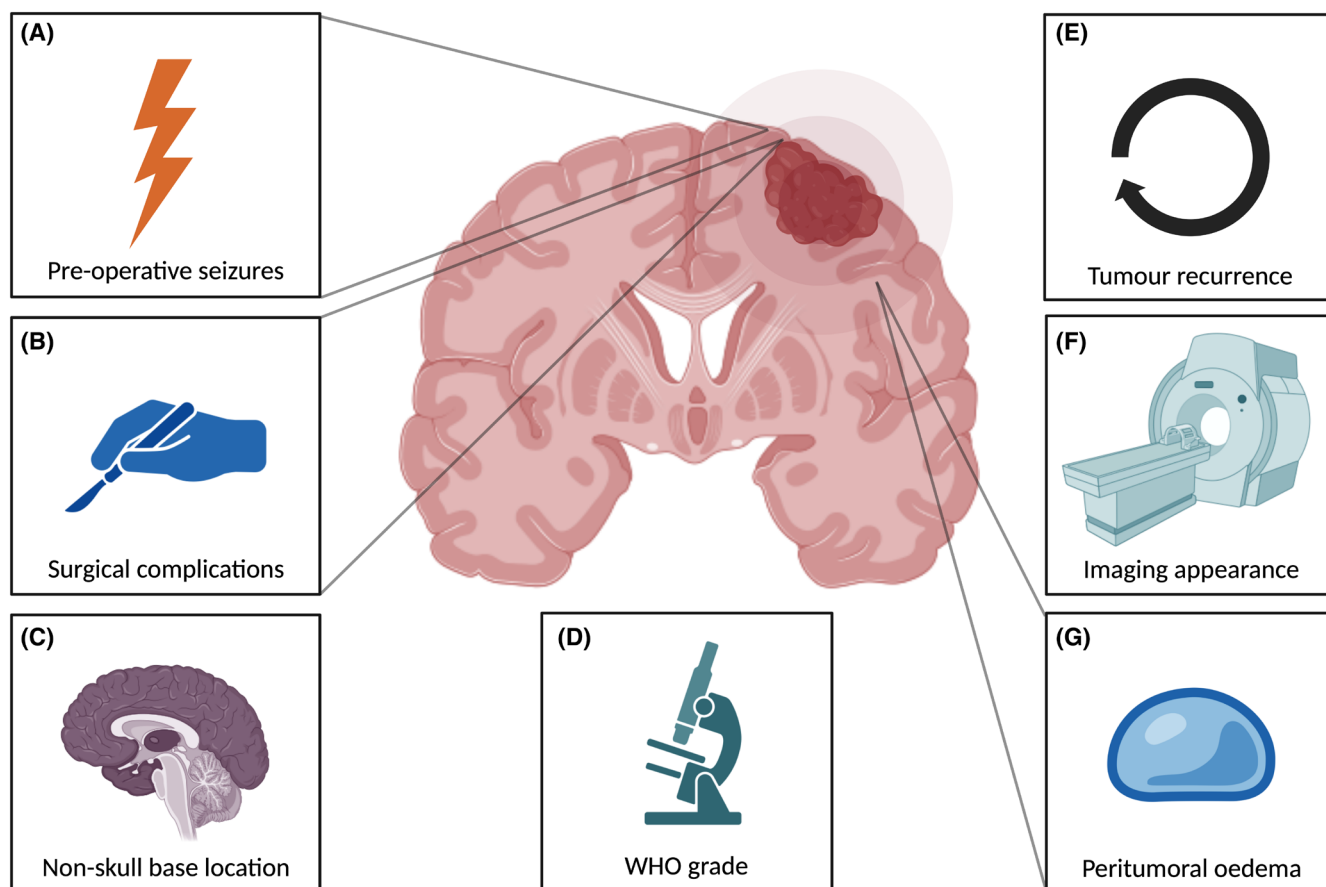 (A)
Pre-operative seizures
(B)
Surgical complications
(C)
Non-skull base location
(D)
WHO grade
(E)
Tumour recurrence
(F)
Imaging appearance
(G)
Peritumoral oedema